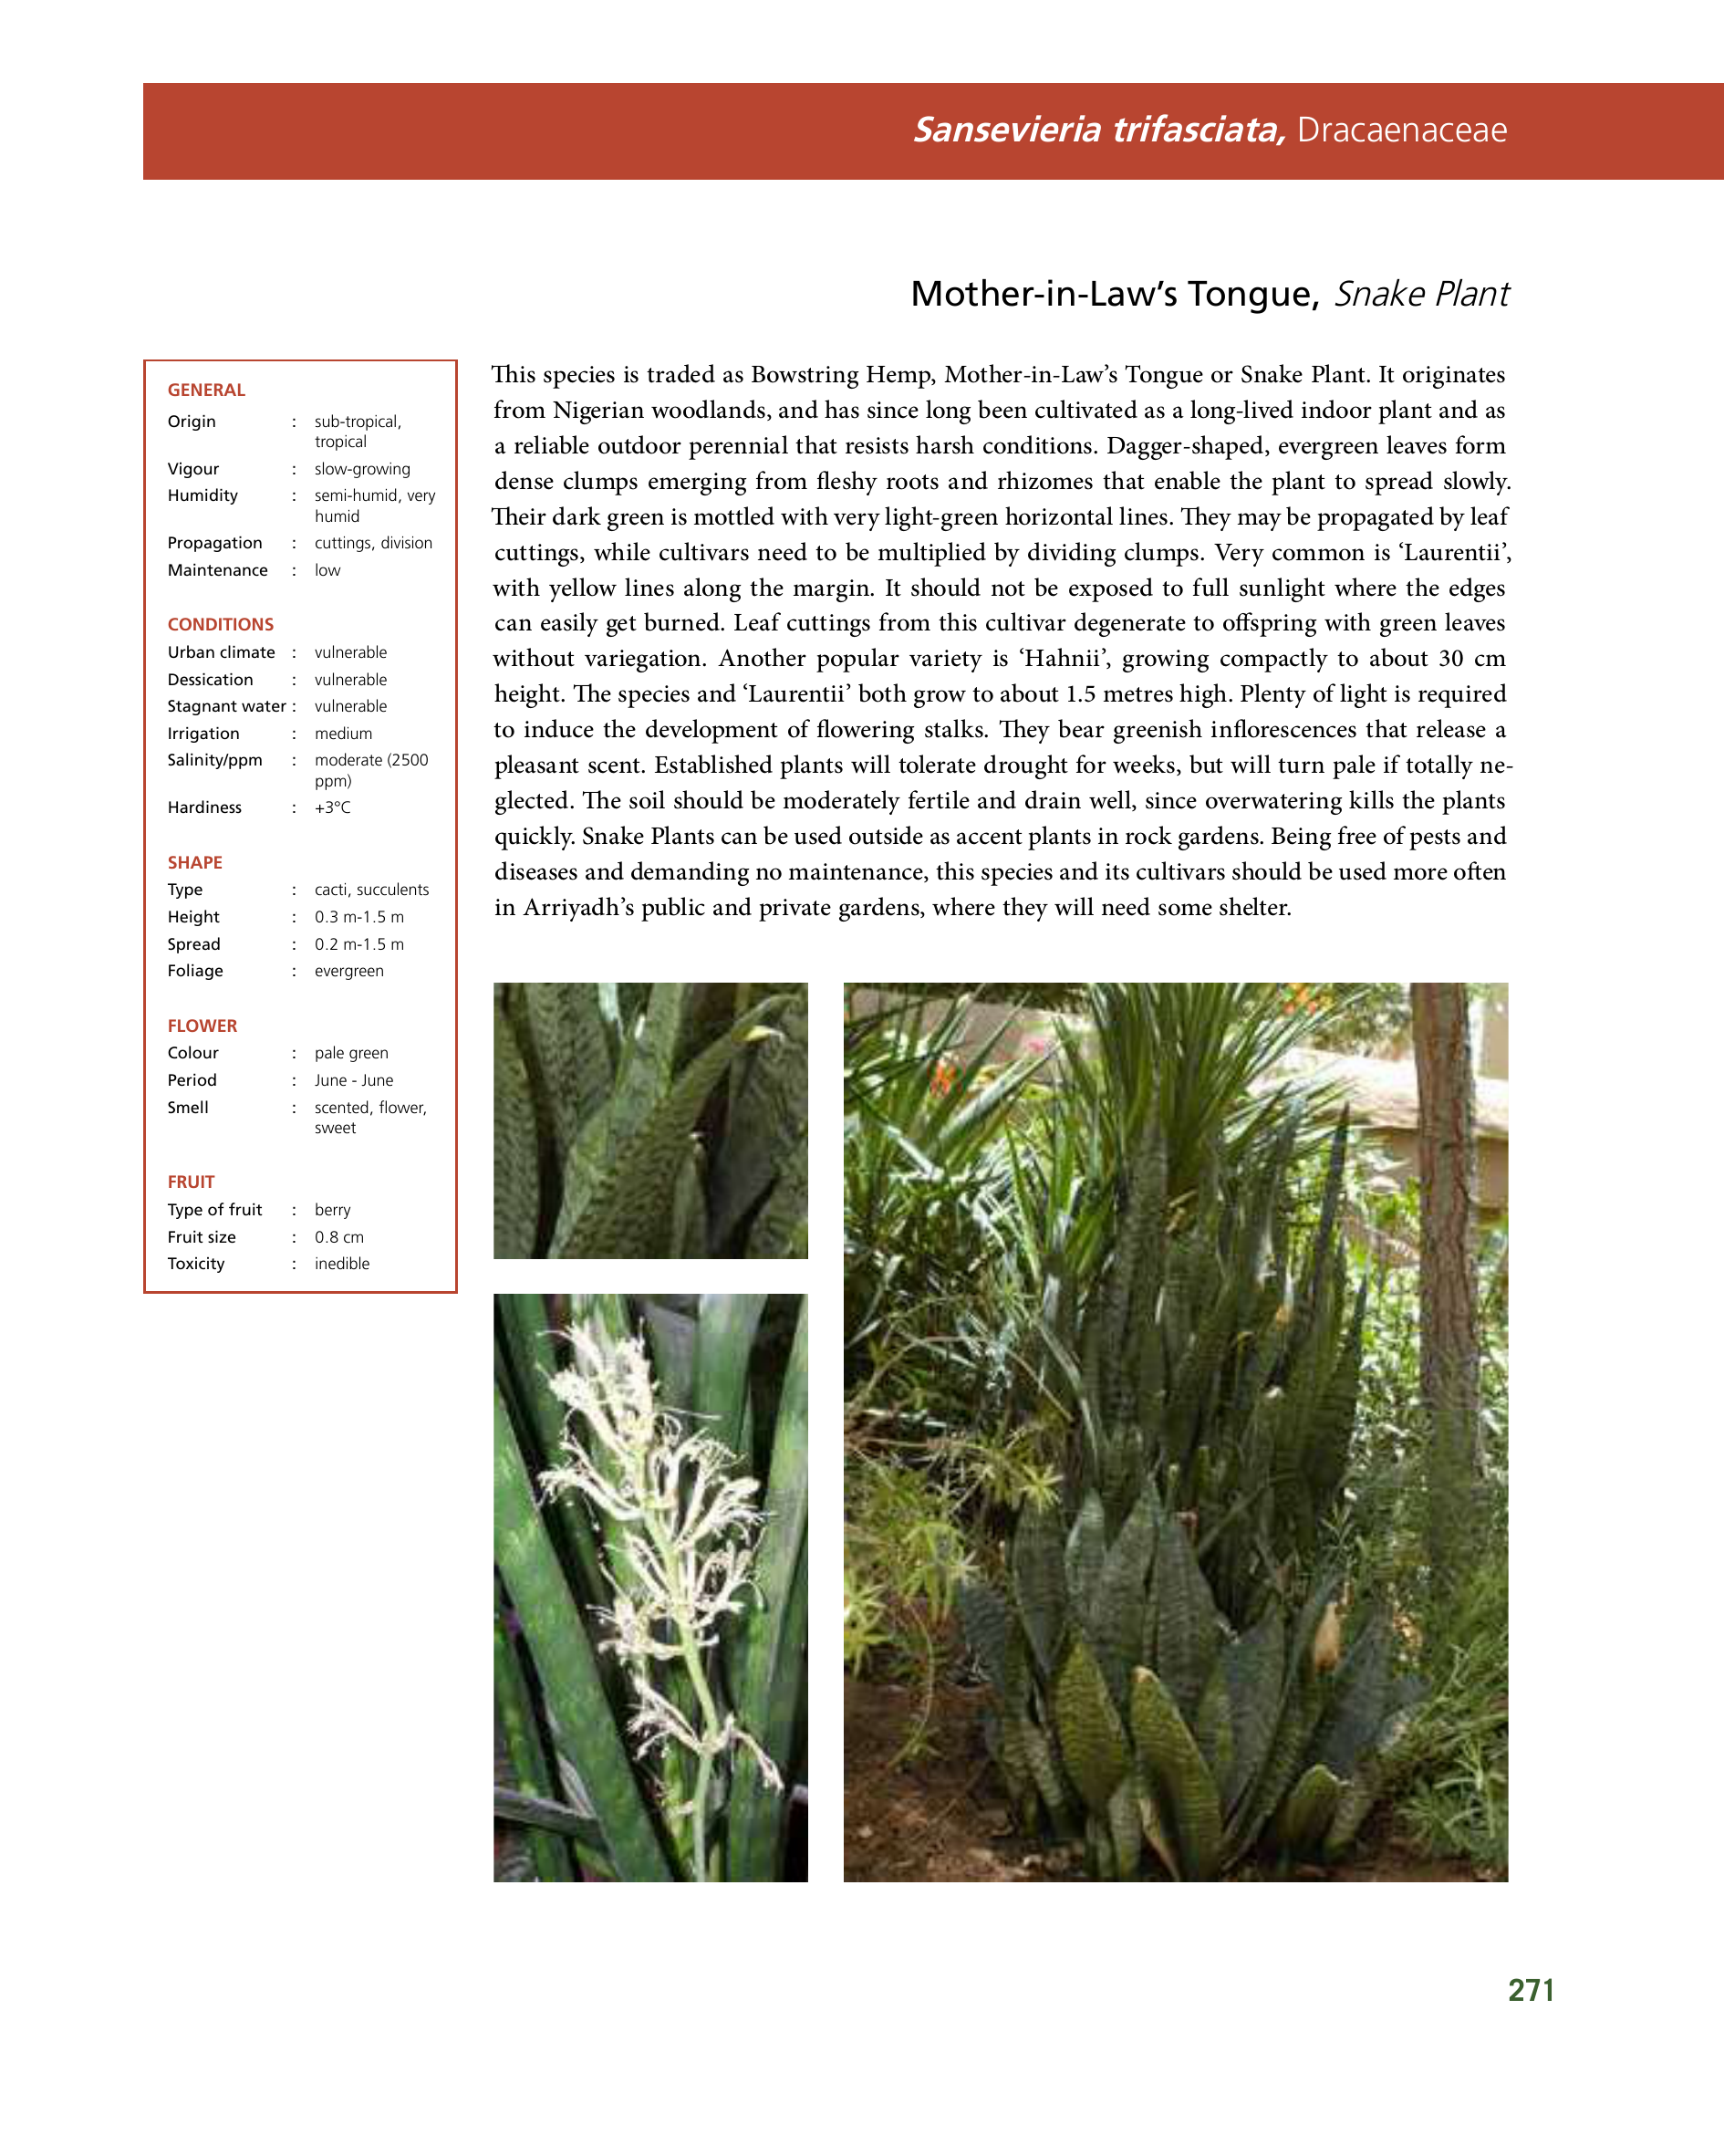 Sansevieria trifasciata, Dracaenaceae
Mother-in-Law’s Tongue, Snake Plant
GENERAL
Origin : sub-tropical,
tropical
Vigour : slow-growing
Humidity : semi-humid, very
humid
Propagation : cuttings, division
Maintenance : low
CONDITIONS
Urban climate : vulnerable
Dessication : vulnerable
Stagnant water : vulnerable
Irrigation : medium
Salinity/ppm : moderate (2500
ppm)
Hardiness : +3°C
SHAPE
Type : cacti, succulents
Height : 0.3 m-1.5 m
Spread : 0.2 m-1.5 m
Foliage : evergreen
FLOWER
Colour : pale green
Period : June - June
Smell : scented, flower,
sweet
FRUIT
Type of fruit : berry
Fruit size : 0.8 cm
Toxicity : inedible
This species is traded as Bowstring Hemp, Mother-in-Law’s Tongue or Snake Plant. It originates
from Nigerian woodlands, and has since long been cultivated as a long-lived indoor plant and as
a reliable outdoor perennial that resists harsh conditions. Dagger-shaped, evergreen leaves form
dense clumps emerging from fleshy roots and rhizomes that enable the plant to spread slowly.
Their dark green is mottled with very light-green horizontal lines. They may be propagated by leaf
cuttings, while cultivars need to be multiplied by dividing clumps. Very common is ‘Laurentii’,
with yellow lines along the margin. It should not be exposed to full sunlight where the edges
can easily get burned. Leaf cuttings from this cultivar degenerate to offspring with green leaves
without variegation. Another popular variety is ‘Hahnii’, growing compactly to about 30 cm
height. The species and ‘Laurentii’ both grow to about 1.5 metres high. Plenty of light is required
to induce the development of flowering stalks. They bear greenish inflorescences that release a
pleasant scent. Established plants will tolerate drought for weeks, but will turn pale if totally ne-
glected. The soil should be moderately fertile and drain well, since overwatering kills the plants
quickly. Snake Plants can be used outside as accent plants in rock gardens. Being free of pests and
diseases and demanding no maintenance, this species and its cultivars should be used more often
in Arriyadh’s public and private gardens, where they will need some shelter.
271